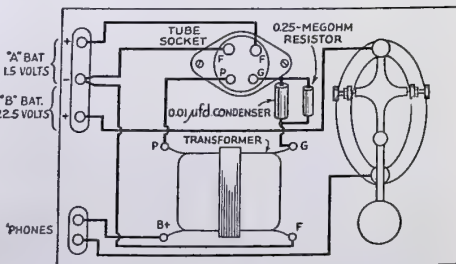 +
"A" BAT
1.5 VOLTS
−
"B" BAT.
22.5 VOLTS
+
'PHONES
TUBE
SOCKET
0.25-MEGOHM
RESISTOR
F
F
P
G
0.01 µfd CONDENSER
P
TRANSFORMER
G
B+
F